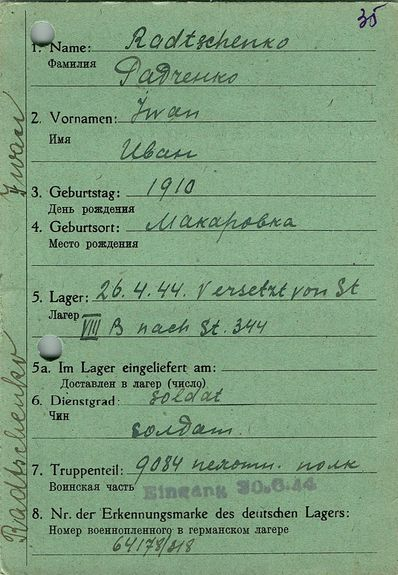 35
1. Name: Radtschenko
Фамилия
Радченко
2. Vornamen: Iwan
Имя
Иван
3. Geburtstag: 1910
День рождения
4. Geburtsort: Макаровка
Место рождения
5. Lager: 26.4.44. Versetzt von St
Лагер
VIII B nach St. 344
5a. Im Lager eingeliefert am:
Доставлен в лагер (число)
6. Dienstgrad: soldat
Чин
солдат.
7. Truppenteil: 9084 пехотн. полк
Воинская часть
Eingang 30.6.44
8. Nr. der Erkennungsmarke des deutschen Lagers:
Номер военнопленного в германском лагере
64178/318
Radtschenko Iwan